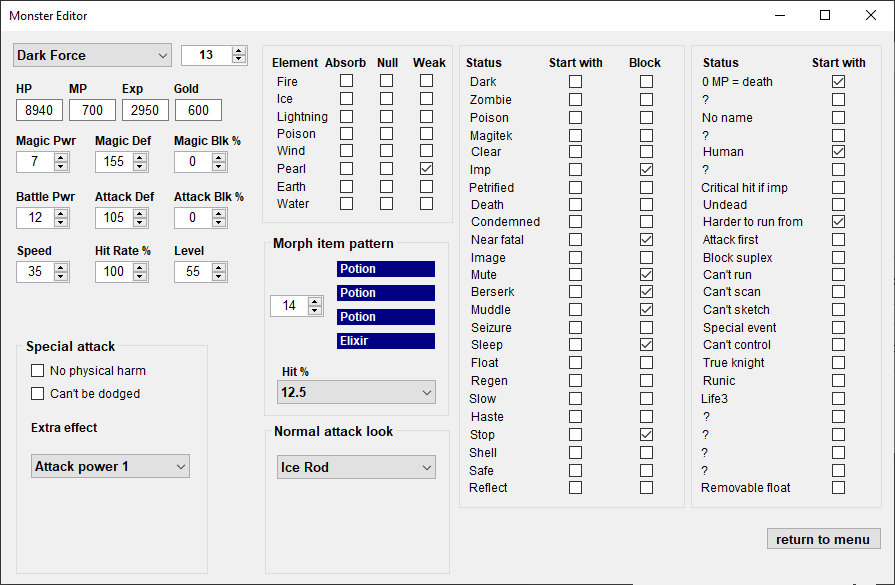 Monster Editor
Dark Force
13
HP MP Exp Gold
8940 700 2950 600
Magic Pwr Magic Def Magic Blk %
7 155 0
Battle Pwr Attack Def Attack Blk %
12 105 0
Speed Hit Rate % Level
35 100 55
Special attack
No physical harm
Can't be dodged
Extra effect
Attack power 1
Element Absorb Null Weak
Fire
Ice
Lightning
Poison
Wind
Pearl
Earth
Water
Morph item pattern
14
Potion
Potion
Potion
Elixir
Hit %
12.5
Normal attack look
Ice Rod
Status Start with Block
Dark
Zombie
Poison
Magitek
Clear
Imp
Petrified
Death
Condemned
Near fatal
Image
Mute
Berserk
Muddle
Seizure
Sleep
Float
Regen
Slow
Haste
Stop
Shell
Safe
Reflect
Status Start with
0 MP = death
?
No name
?
Human
?
Critical hit if imp
Undead
Harder to run from
Attack first
Block suplex
Can't run
Can't scan
Can't sketch
Special event
Can't control
True knight
Runic
Life3
?
?
?
?
Removable float
return to menu